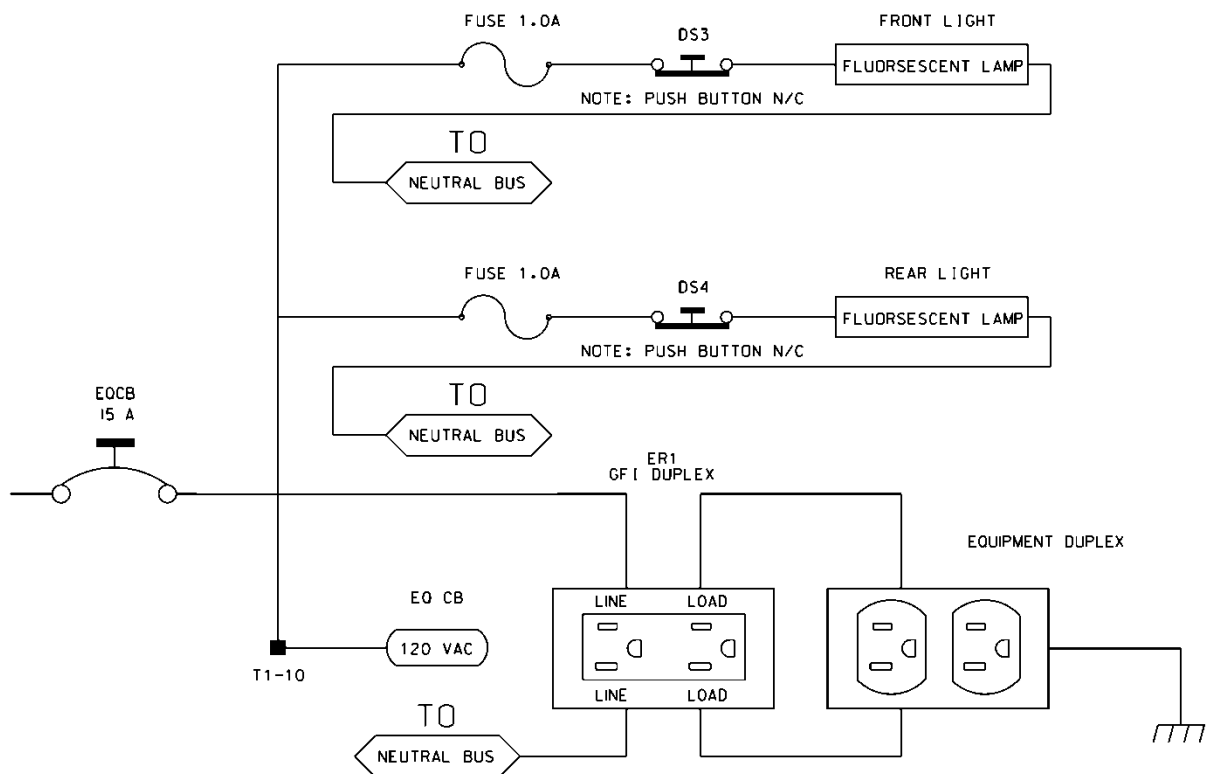 FUSE 1.0A
DS3
FRONT LIGHT
FLUORSESCENT LAMP
NOTE: PUSH BUTTON N/C
TO
NEUTRAL BUS
FUSE 1.0A
DS4
REAR LIGHT
FLUORSESCENT LAMP
NOTE: PUSH BUTTON N/C
TO
NEUTRAL BUS
EQCB
15 A
ER1
GFI DUPLEX
EQUIPMENT DUPLEX
EQ CB
120 VAC
T1-10
LINE
LOAD
LINE
LOAD
TO
NEUTRAL BUS